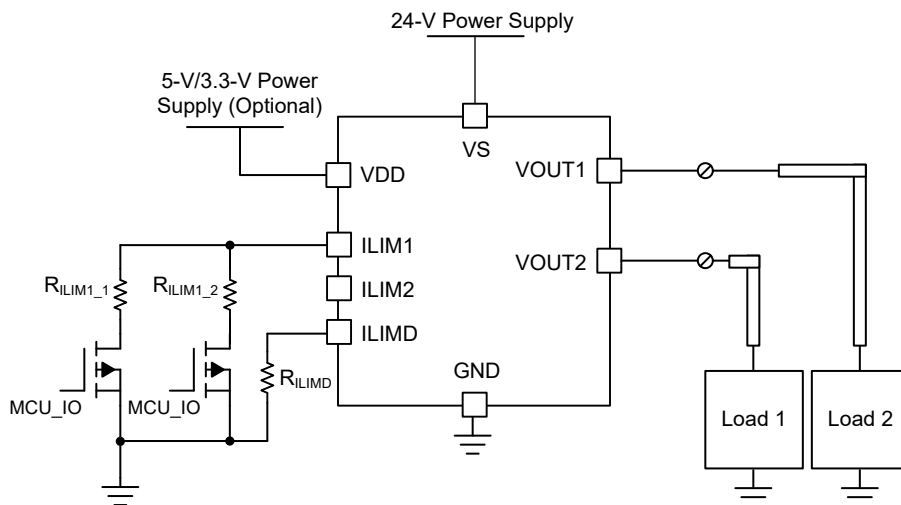 24-V Power Supply
5-V/3.3-V Power
Supply (Optional)
VS
VDD
VOUT1
ILIM1
VOUT2
RILIM1_1
RILIM1_2
ILIM2
ILIMD
RILIMD
GND
MCU_IO
MCU_IO
Load 1
Load 2